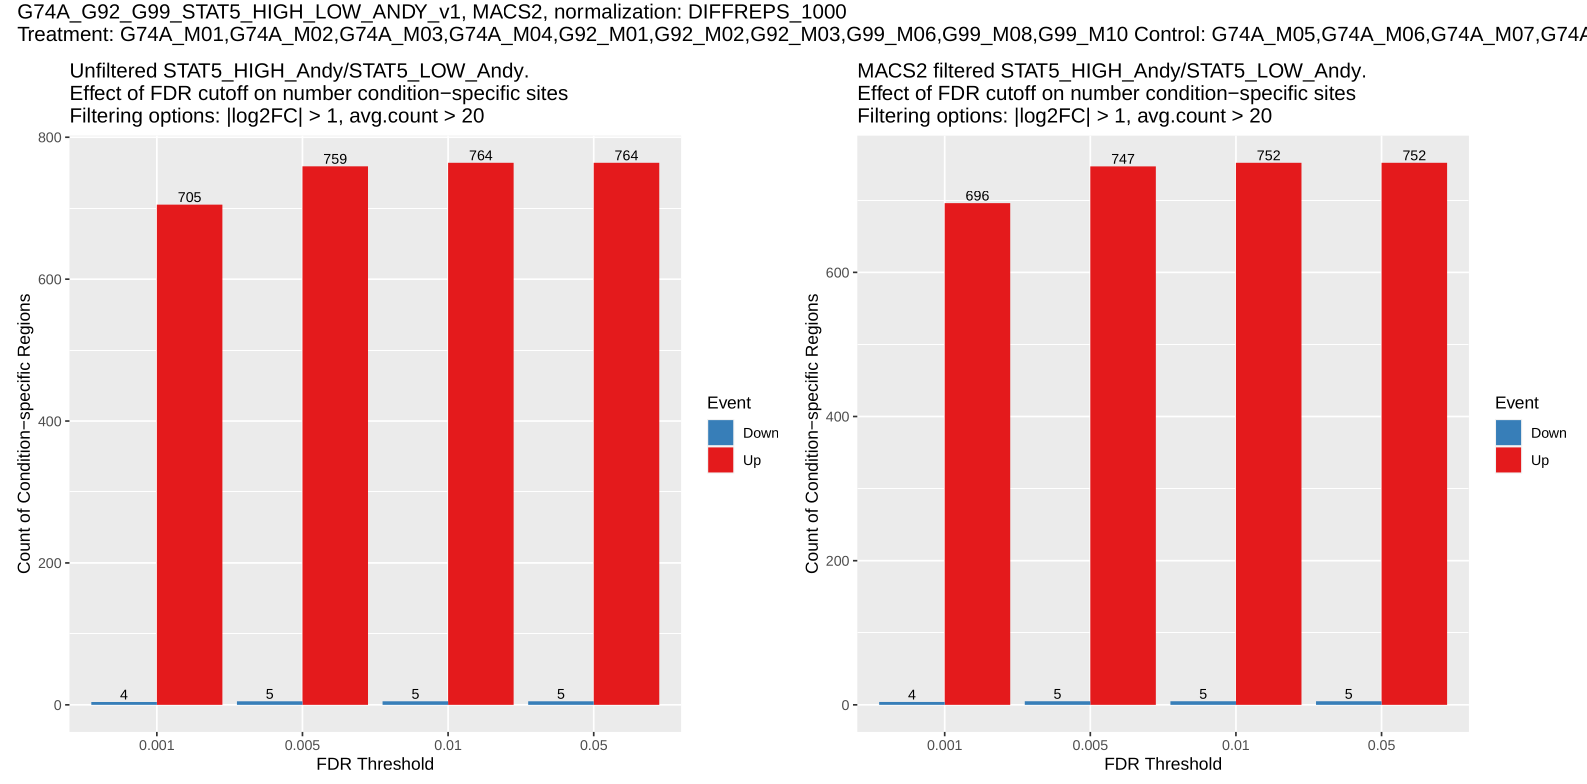 G74A_G92_G99_STAT5_HIGH_LOW_ANDY_v1, MACS2, normalization: DIFFREPS_1000
Treatment: G74A_M01,G74A_M02,G74A_M03,G74A_M04,G92_M01,G92_M02,G92_M03,G99_M06,G99_M08,G99_M10 Control: G74A_M05,G74A_M06,G74A_M07,G74A
Unfiltered STAT5_HIGH_Andy/STAT5_LOW_Andy.
Effect of FDR cutoff on number condition−specific sites
Filtering options: |log2FC| > 1, avg.count > 20
800
600
400
200
0
Count of Condition−specific Regions
705
759
764
764
4
5
5
5
0.001
0.005
0.01
0.05
FDR Threshold
Event
Down
Up
MACS2 filtered STAT5_HIGH_Andy/STAT5_LOW_Andy.
Effect of FDR cutoff on number condition−specific sites
Filtering options: |log2FC| > 1, avg.count > 20
600
400
200
0
Count of Condition−specific Regions
696
747
752
752
4
5
5
5
0.001
0.005
0.01
0.05
FDR Threshold
Event
Down
Up